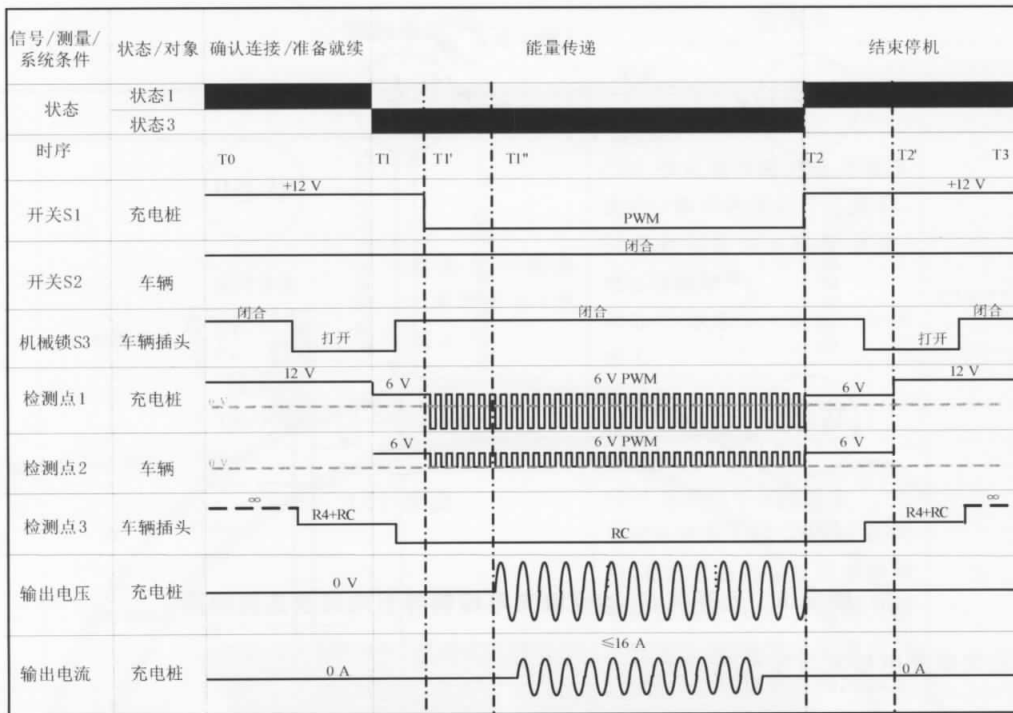 信号/测量/
系统条件
状态/对象
确认连接/准备就续
能量传递
结束停机
状态
状态1
状态3
时序
T0
T1
T1'
T1"
T2
T2'
T3
开关S1
充电桩
+12 V
PWM
+12 V
开关S2
车辆
闭合
机械锁S3
车辆插头
闭合
打开
闭合
打开
闭合
检测点1
充电桩
12 V
6 V
6 V PWM
6 V
12 V
0 V
检测点2
车辆
6 V
6 V PWM
6 V
0 V
检测点3
车辆插头
∞
R4+RC
RC
R4+RC
∞
输出电压
充电桩
0 V
输出电流
充电桩
0 A
≤16 A
0 A